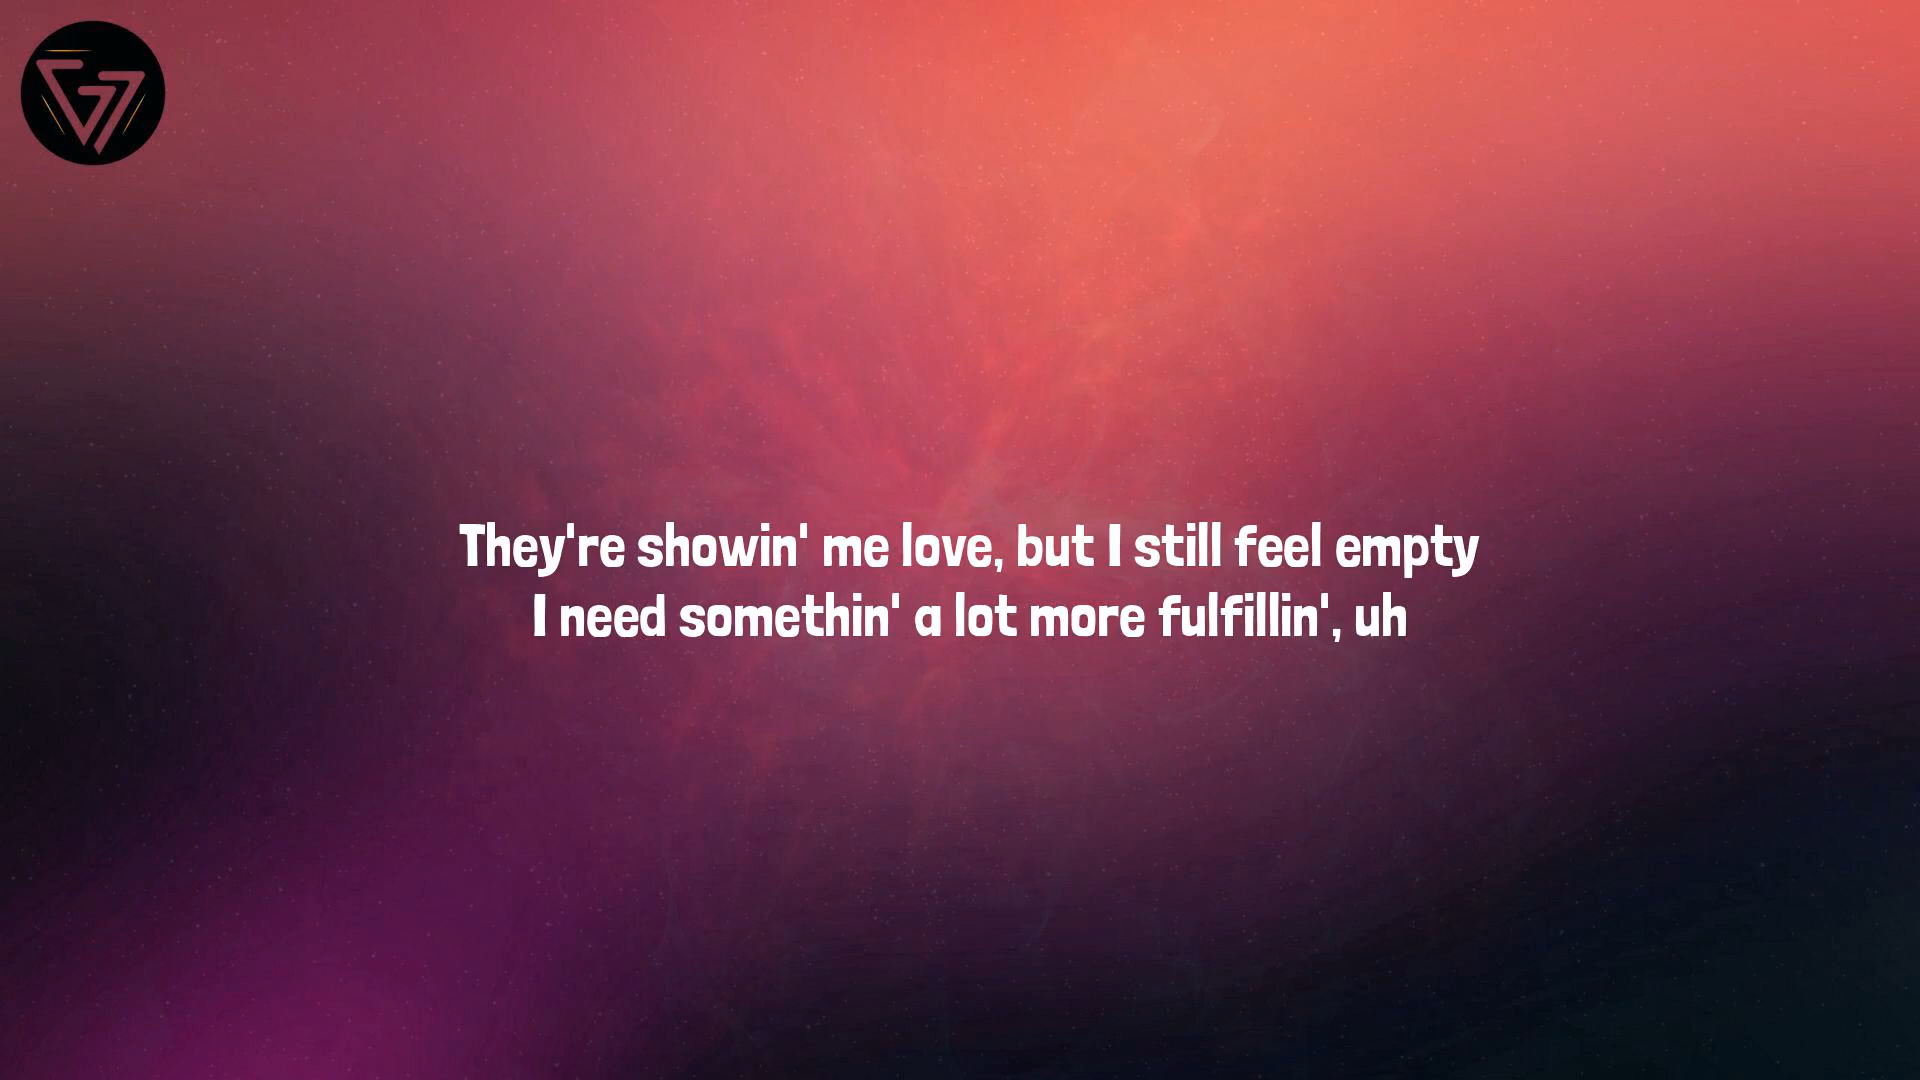 They're showin' me love, but I still feel empty
I need somethin' a lot more fulfillin', uh